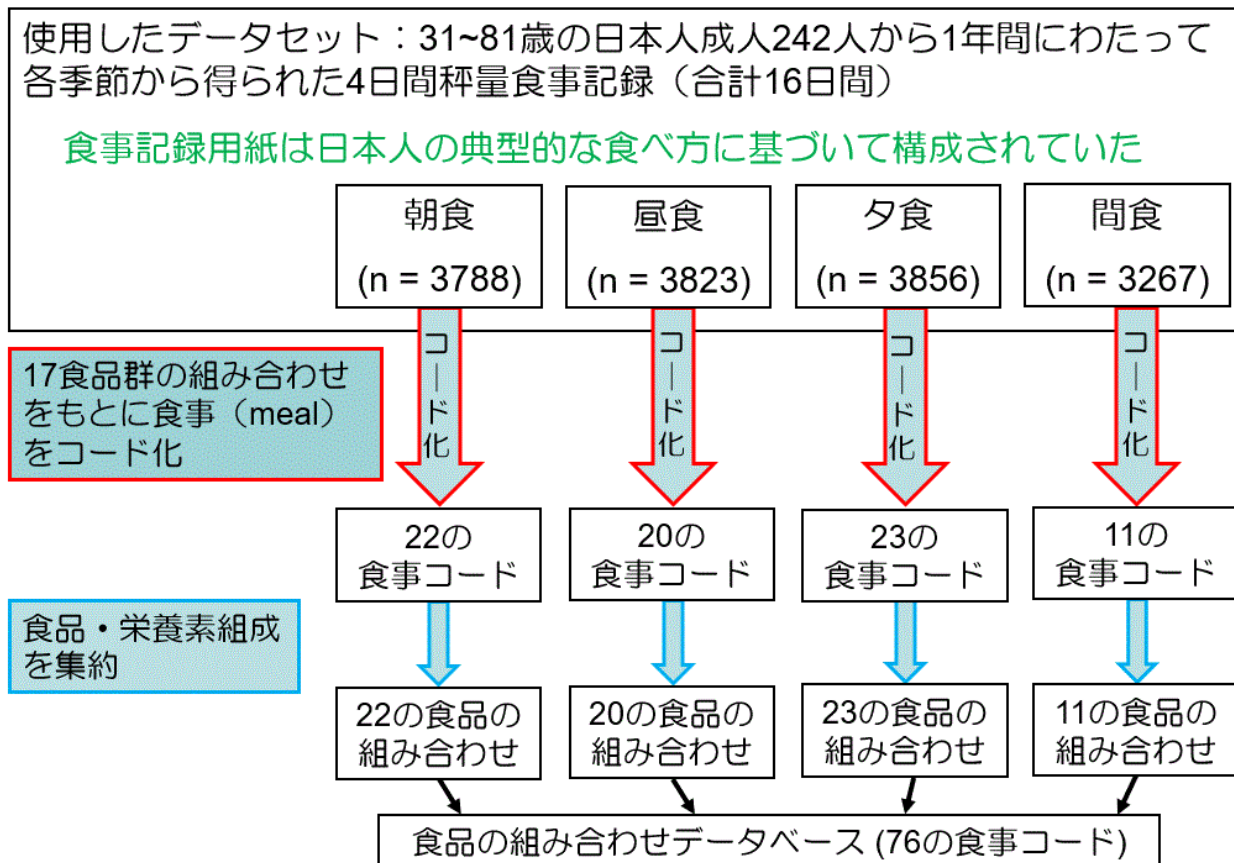 使用したデータセット：31~81歳の日本人成人242人から1年間にわたって
各季節から得られた4日間秤量食事記録（合計16日間）
食事記録用紙は日本人の典型的な食べ方に基づいて構成されていた
朝食
(n = 3788)
昼食
(n = 3823)
夕食
(n = 3856)
間食
(n = 3267)
17食品群の組み合わせ
をもとに食事（meal）
をコード化
コード化
コード化
コード化
コード化
22の
食事コード
20の
食事コード
23の
食事コード
11の
食事コード
食品・栄養素組成
を集約
22の食品の
組み合わせ
20の食品の
組み合わせ
23の食品の
組み合わせ
11の食品の
組み合わせ
食品の組み合わせデータベース (76の食事コード)